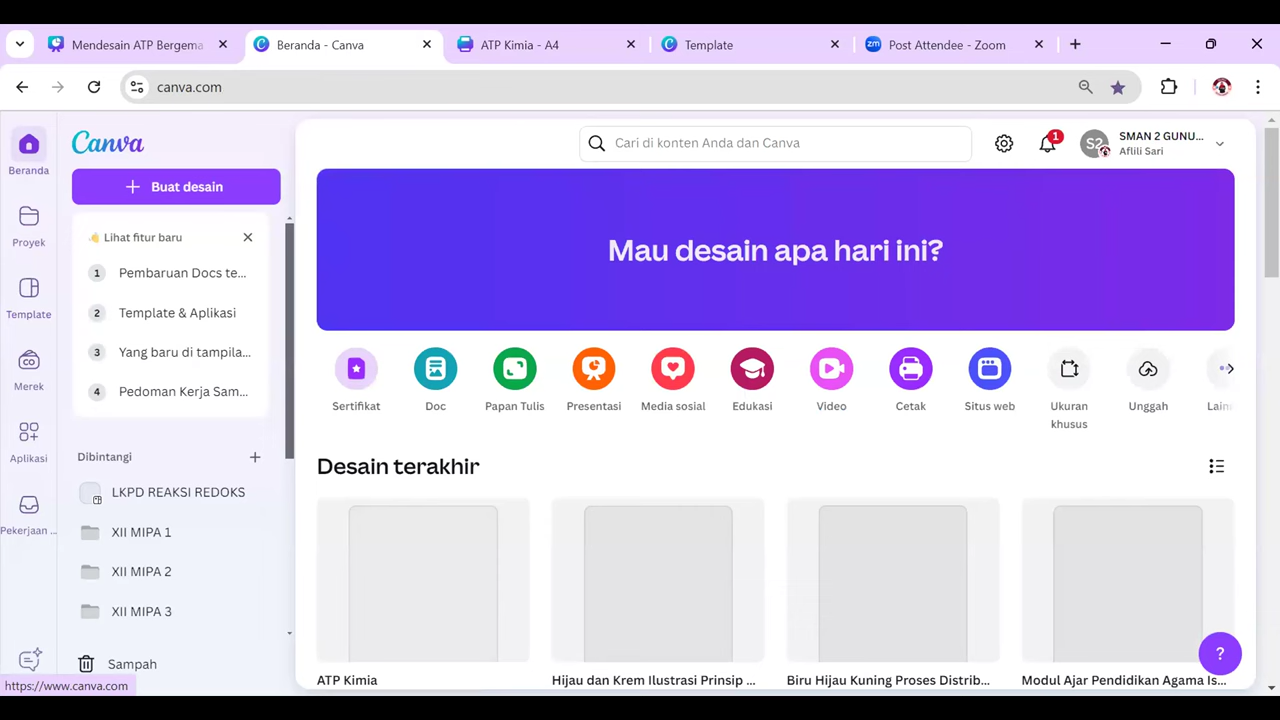 Mendesain ATP Bergema
Beranda - Canva
ATP Kimia - A4
Template
zm
Post Attendee - Zoom
canva.com
Canva
Cari di konten Anda dan Canva
1
S2
SMAN 2 GUNU...
Aflili Sari
Beranda
Proyek
Template
Merek
Aplikasi
Pekerjaan ...
Buat desain
Lihat fitur baru
1 Pembaruan Docs te...
2 Template & Aplikasi
3 Yang baru di tampila...
4 Pedoman Kerja Sam...
Dibintangi
LKPD REAKSI REDOKS
XII MIPA 1
XII MIPA 2
XII MIPA 3
Sampah
https://www.canva.com
Mau desain apa hari ini?
Sertifikat
Doc
Papan Tulis
Presentasi
Media sosial
Edukasi
Video
Cetak
Situs web
Ukuran
khusus
Unggah
Desain terakhir
ATP Kimia
Hijau dan Krem Ilustrasi Prinsip ...
Biru Hijau Kuning Proses Distrib...
Modul Ajar Pendidikan Agama Is...
?